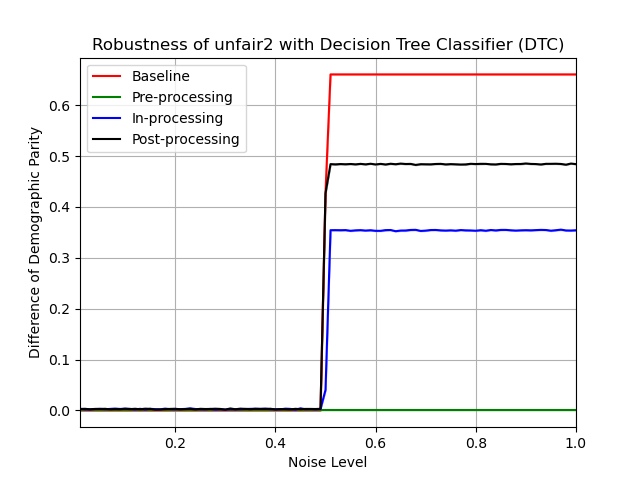 Robustness of unfair2 with Decision Tree Classifier (DTC)
Baseline
Pre-processing
In-processing
Post-processing
Difference of Demographic Parity
0.6
0.5
0.4
0.3
0.2
0.1
0.0
0.2 0.4 0.6 0.8 1.0
Noise Level